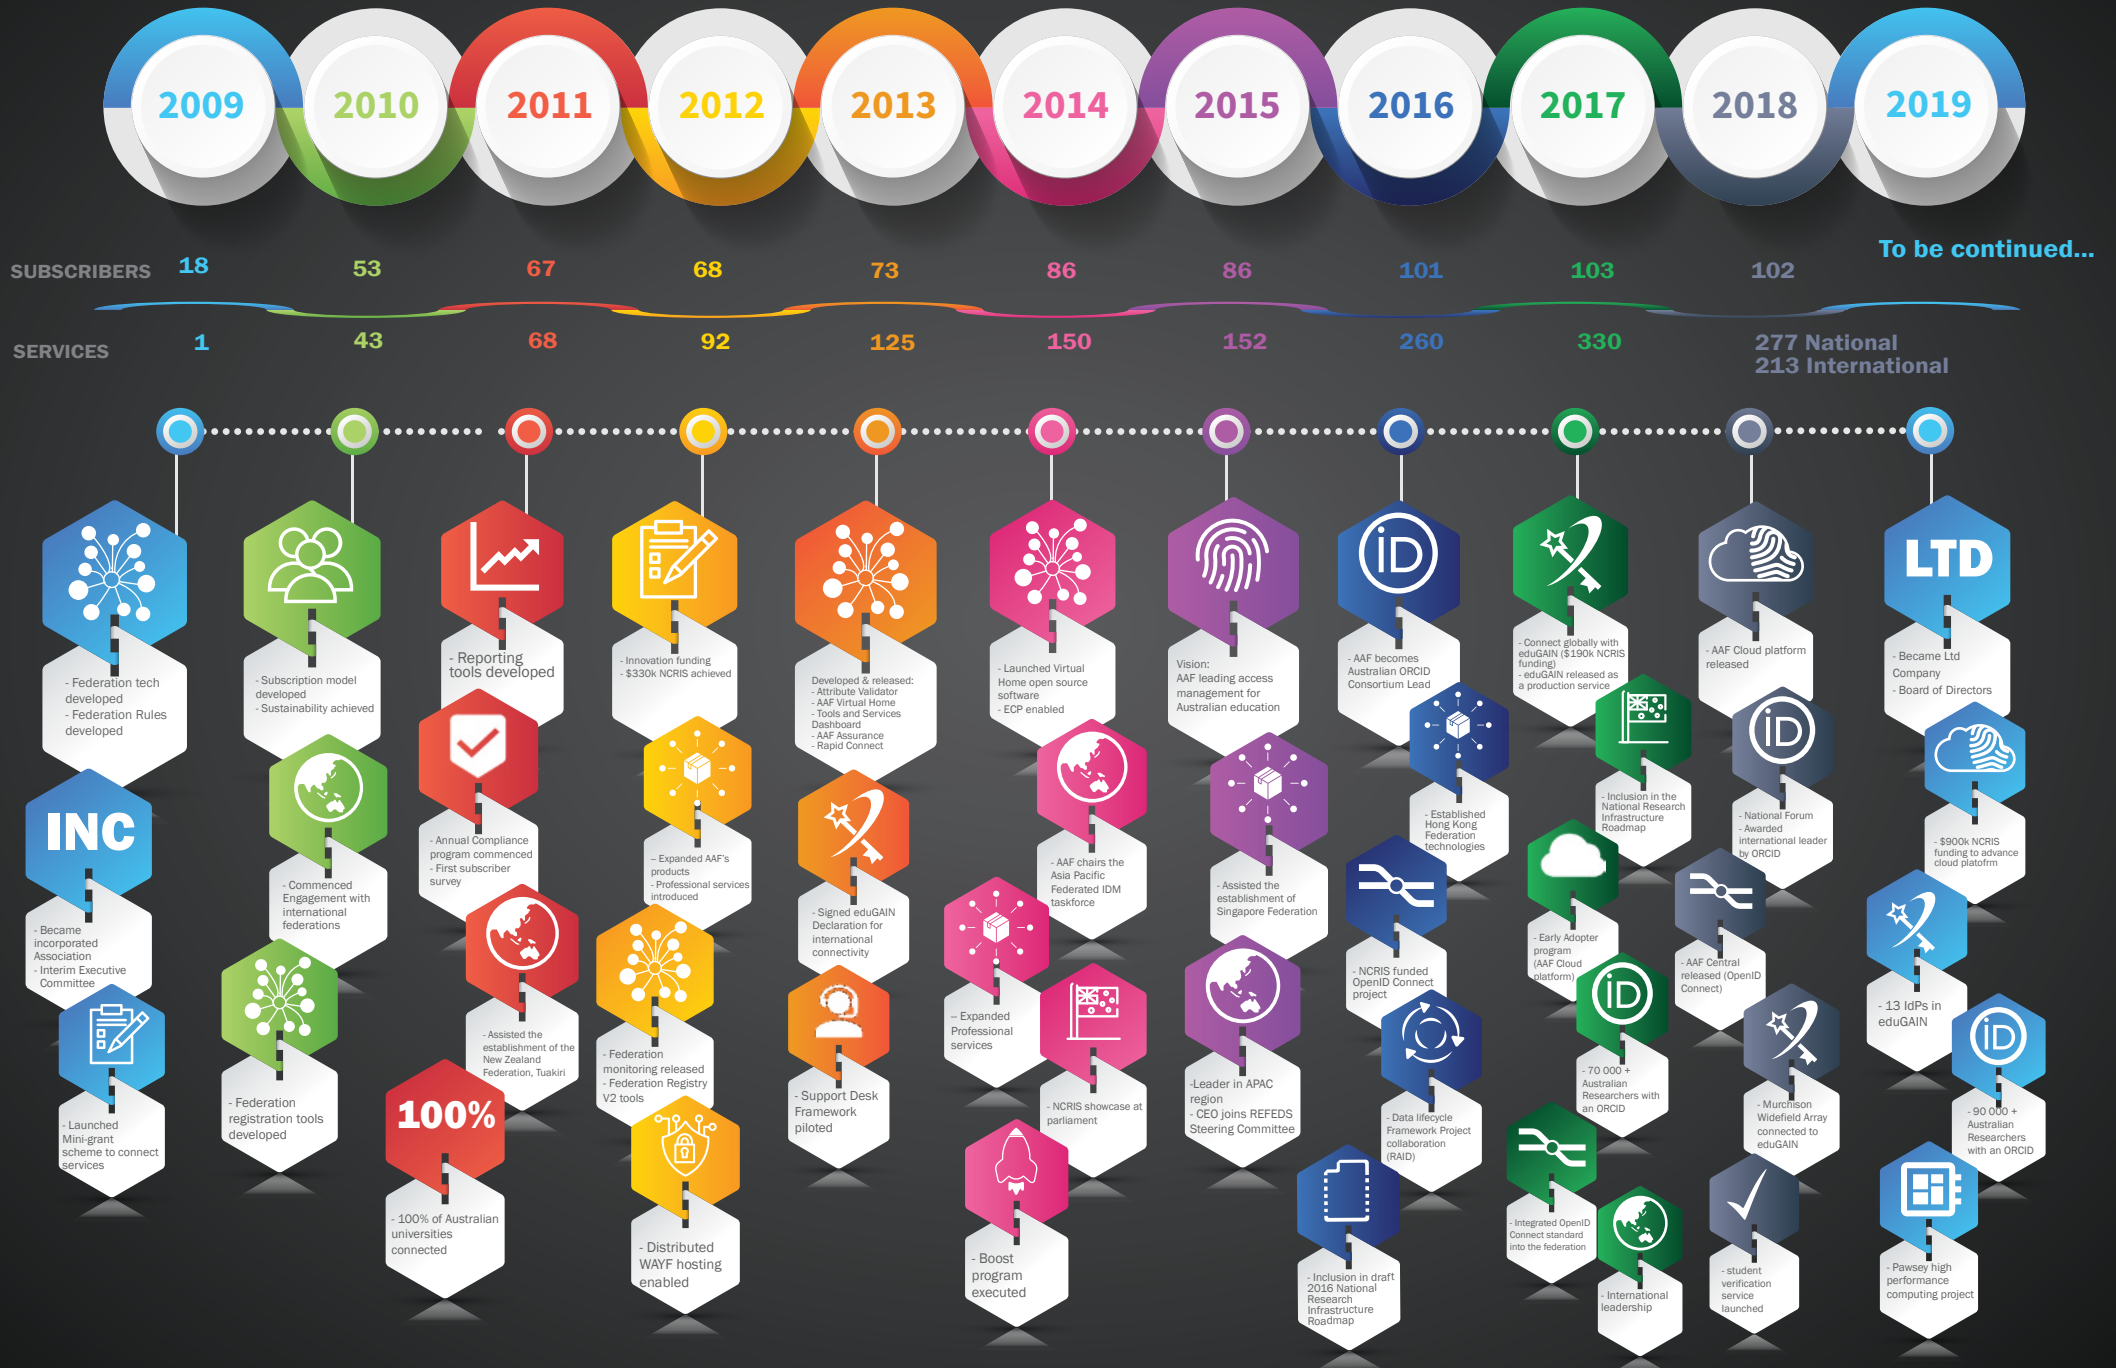 2009
2010
2011
2012
2013
2014
2015
2016
2017
2018
2019
SUBSCRIBERS
18
53
67
68
73
86
86
101
103
102
To be continued...
SERVICES
1
43
68
92
125
150
152
260
330
277 National
213 International
- Federation tech
developed
- Federation Rules
developed
INC
- Became
incorporated
Association
- Interim Executive
Committee
- Launched
Mini-grant
scheme to connect
services
- Subscription model
developed
- Sustainability achieved
- Commenced
Engagement with
international
federations
- Federation
registration tools
developed
- Reporting
tools developed
- Annual Compliance
program commenced
- First subscriber
survey
- Assisted the
establishment of the
New Zealand
Federation, Tuakiri
100%
- 100% of Australian
universities
connected
- Innovation funding
- $330k NCRIS achieved
– Expanded AAF's
products
- Professional services
introduced
- Federation
monitoring released
- Federation Registry
V2 tools
- Distributed
WAYF hosting
enabled
Developed & released:
- Attribute Validator
- AAF Virtual Home
- Tools and Services
Dashboard
- AAF Assurance
- Rapid Connect
- Signed eduGAIN
Declaration for
international
connectivity
- Support Desk
Framework
piloted
- Launched Virtual
Home open source
software
- ECP enabled
- AAF chairs the
Asia Pacific
Federated IDM
taskforce
– Expanded
Professional
services
- NCRIS showcase at
parliament
- Boost
program
executed
Vision:
AAF leading access
management for
Australian education
- Assisted the
establishment of
Singapore Federation
-Leader in APAC
region
- CEO joins REFEDS
Steering Committee
iD
- AAF becomes
Australian ORCID
Consortium Lead
- Established
Hong Kong
Federation
technologies
- NCRIS funded
OpenID Connect
project
- Data lifecycle
Framework Project
collaboration
(RAID)
- Inclusion in draft
2016 National
Research
Infrastructure
Roadmap
- Connect globally with
eduGAIN ($190k NCRIS
funding)
- eduGAIN released as
a production service
- Inclusion in the
National Research
Infrastructure
Roadmap
- Early Adopter
program
(AAF Cloud
platform)
iD
- 70 000 +
Australian
Researchers with
an ORCID
- Integrated OpenID
Connect standard
into the federation
- International
leadership
- AAF Cloud platform
released
iD
- National Forum
- Awarded
international leader
by ORCID
- AAF Central
released (OpenID
Connect)
- Murchison
Widefield Array
connected to
eduGAIN
- student
verification
service
launched
LTD
- Became Ltd
Company
- Board of Directors
- $900k NCRIS
funding to advance
cloud platofrm
- 13 IdPs in
eduGAIN
iD
- 90 000 +
Australian
Researchers
with an ORCID
- Pawsey high
performance
computing project